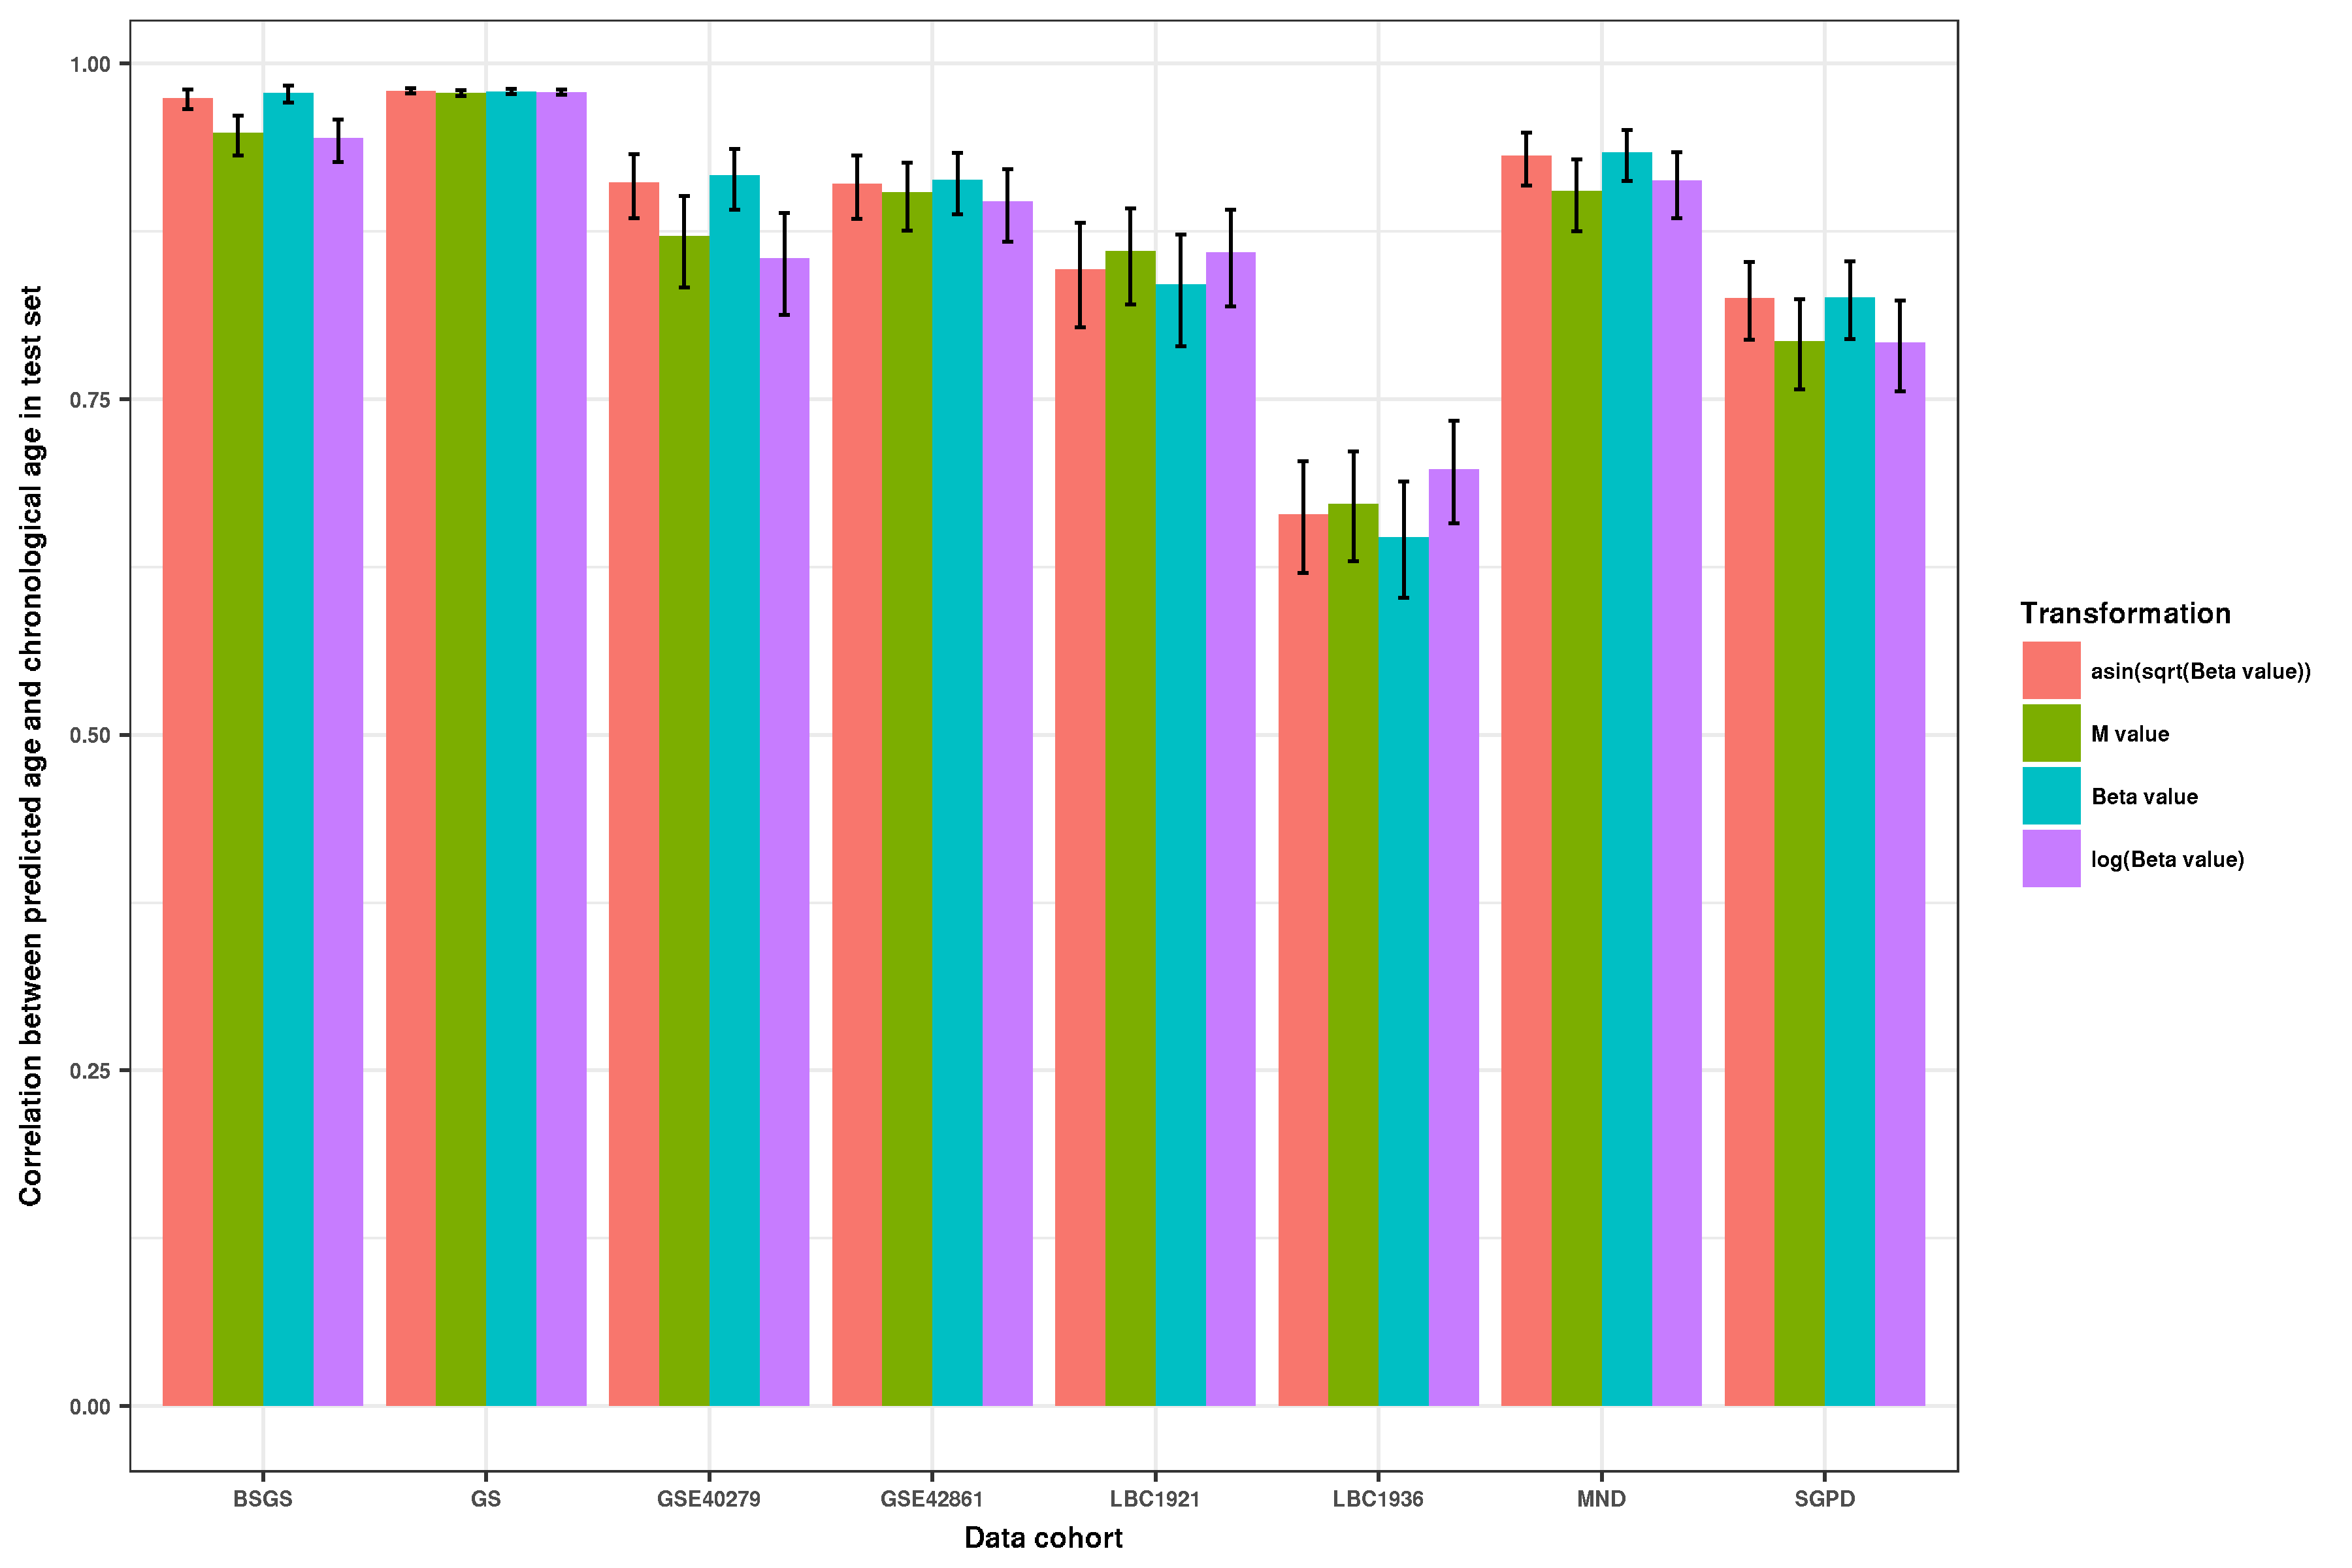 Correlation between predicted age and chronological age in test set
1.00
0.75
0.50
0.25
0.00
BSGS
GS
GSE40279
GSE42861
LBC1921
LBC1936
MND
SGPD
Data cohort
Transformation
asin(sqrt(Beta value))
M value
Beta value
log(Beta value)